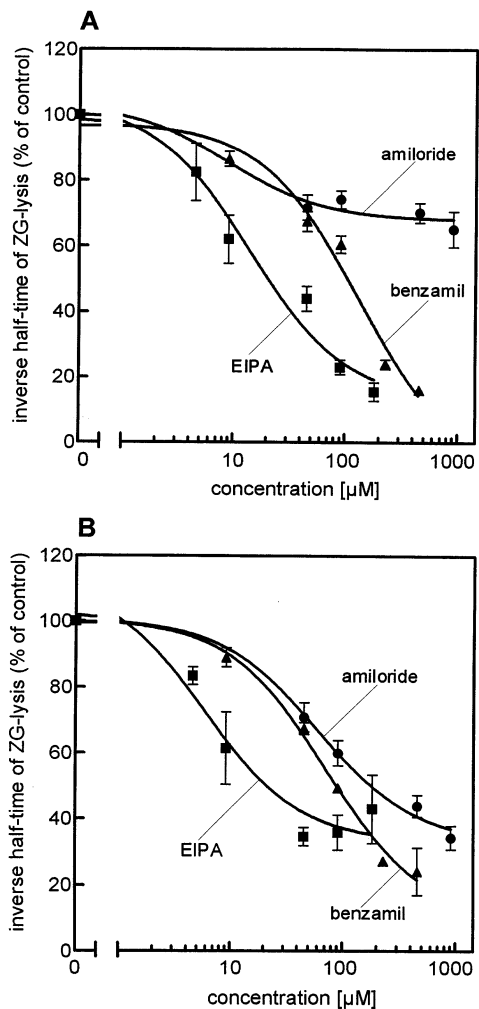 A
120
100
80
60
40
20
0
inverse half-time of ZG-lysis (% of control)
amiloride
benzamil
EIPA
0 10 100 1000
concentration [µM]
B
120
100
80
60
40
20
0
inverse half-time of ZG-lysis (% of control)
amiloride
EIPA
benzamil
0 10 100 1000
concentration [µM]